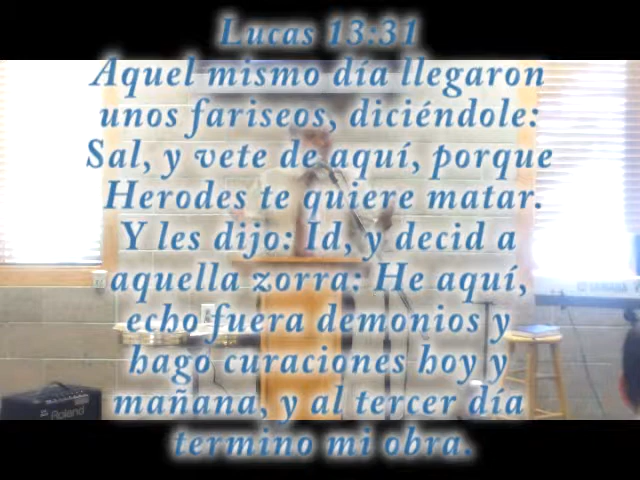 Lucas 13:31
Aquel mismo día llegaron
unos fariseos, diciéndole:
Sal, y vete de aquí, porque
Herodes te quiere matar.
Y les dijo: Id, y decid a
aquella zorra: He aquí,
echo fuera demonios y
hago curaciones hoy y
mañana, y al tercer día
termino mi obra.
Roland